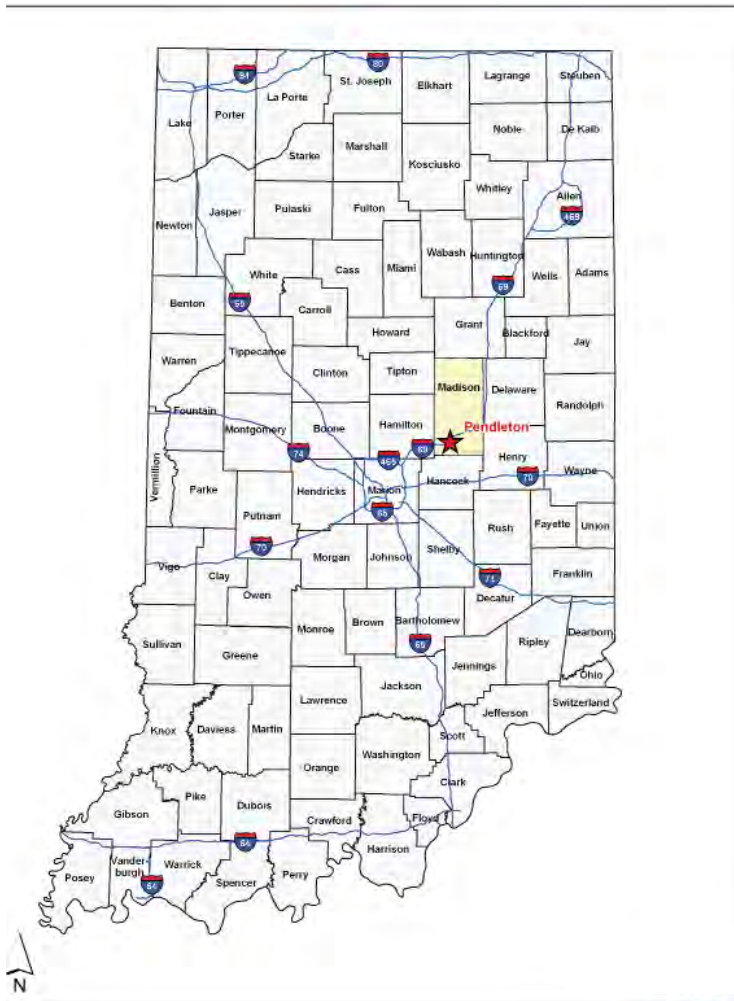 80
94
Lagrange
Steuben
St. Joseph
Elkhart
La Porte
Porter
Lake
Noble
De Kalb
Marshall
Starke
Kosciusko
Whitley
Allen
469
Jasper
Pulaski
Fulton
Newton
Wabash
Huntington
Miami
Cass
White
Wells
Adams
69
65
Benton
Carroll
Grant
Blackford
Howard
Jay
Tippecanoe
Warren
Tipton
Clinton
Madison
Delaware
Randolph
Fountain
Hamilton
Pendleton
Montgomery
Boone
69
74
465
Henry
Wayne
70
Vermillion
Parke
Hendricks
Marion
Hancock
65
Putnam
Rush
Fayette
Union
70
Shelby
Morgan
Johnson
Vigo
Clay
Franklin
Owen
Decatur
Brown
Bartholomew
Monroe
Dearborn
Ripley
Sullivan
65
Greene
Jennings
Ohio
Jackson
Lawrence
Switzerland
Jefferson
Knox
Daviess
Martin
Scott
Washington
Orange
Clark
Pike
Dubois
Gibson
Crawford
Floyd
64
Harrison
Vander-
burgh
Warrick
Perry
Posey
Spencer
64
N